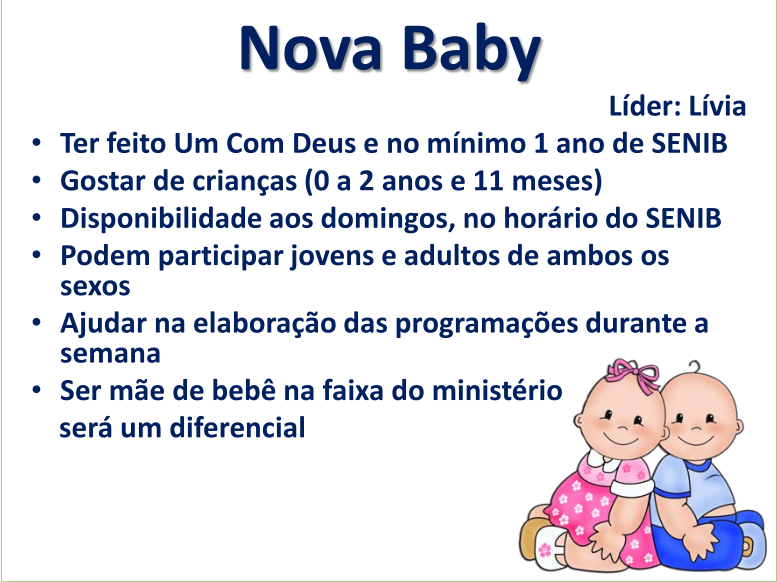 Nova Baby
Líder: Lívia
• Ter feito Um Com Deus e no mínimo 1 ano de SENIB
• Gostar de crianças (0 a 2 anos e 11 meses)
• Disponibilidade aos domingos, no horário do SENIB
• Podem participar jovens e adultos de ambos os
sexos
• Ajudar na elaboração das programações durante a
semana
• Ser mãe de bebê na faixa do ministério
será um diferencial